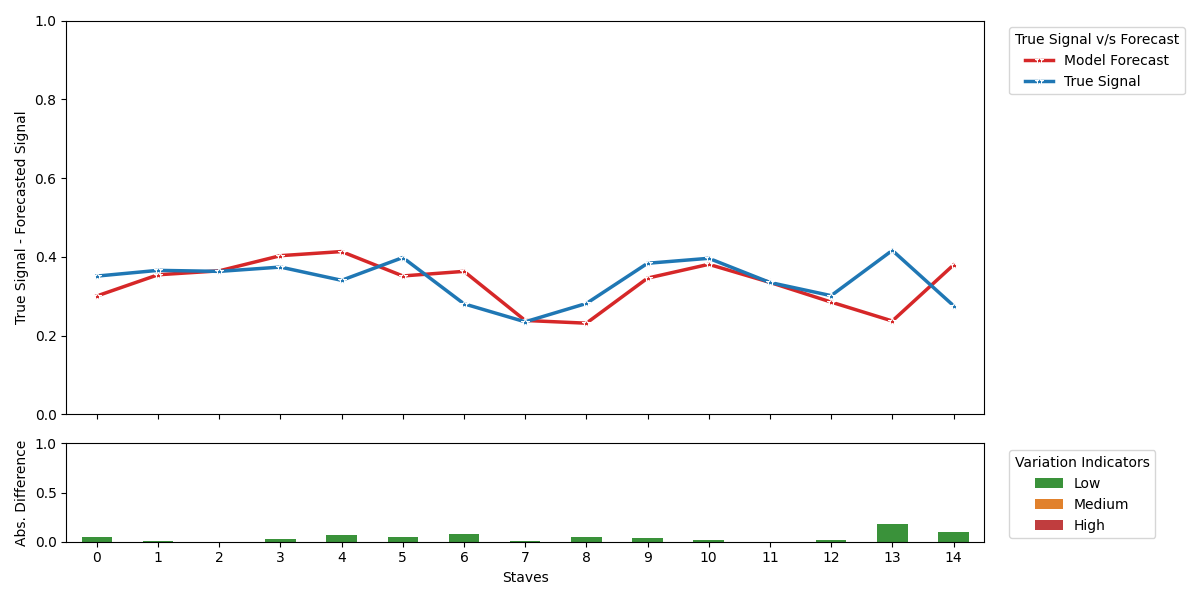 True Signal v/s Forecast
Model Forecast
True Signal
True Signal - Forecasted Signal
1.0
0.8
0.6
0.4
0.2
0.0
Variation Indicators
Low
Medium
High
Abs. Difference
1.0
0.5
0.0
0 1 2 3 4 5 6 7 8 9 10 11 12 13 14
Staves